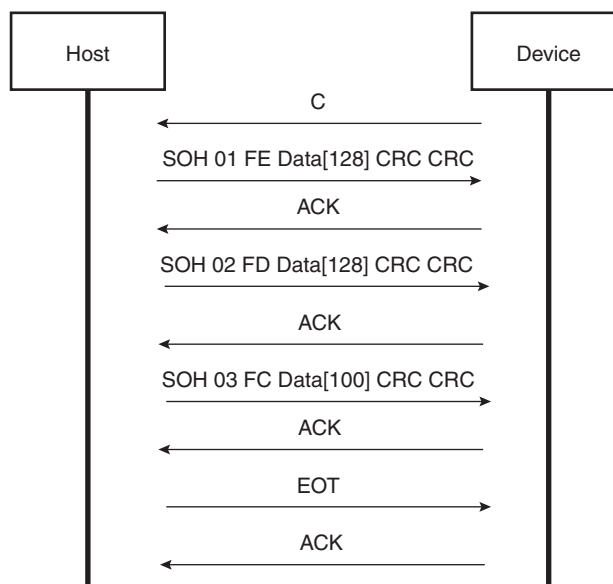 Host
Device
C
SOH 01 FE Data[128] CRC CRC
ACK
SOH 02 FD Data[128] CRC CRC
ACK
SOH 03 FC Data[100] CRC CRC
ACK
EOT
ACK